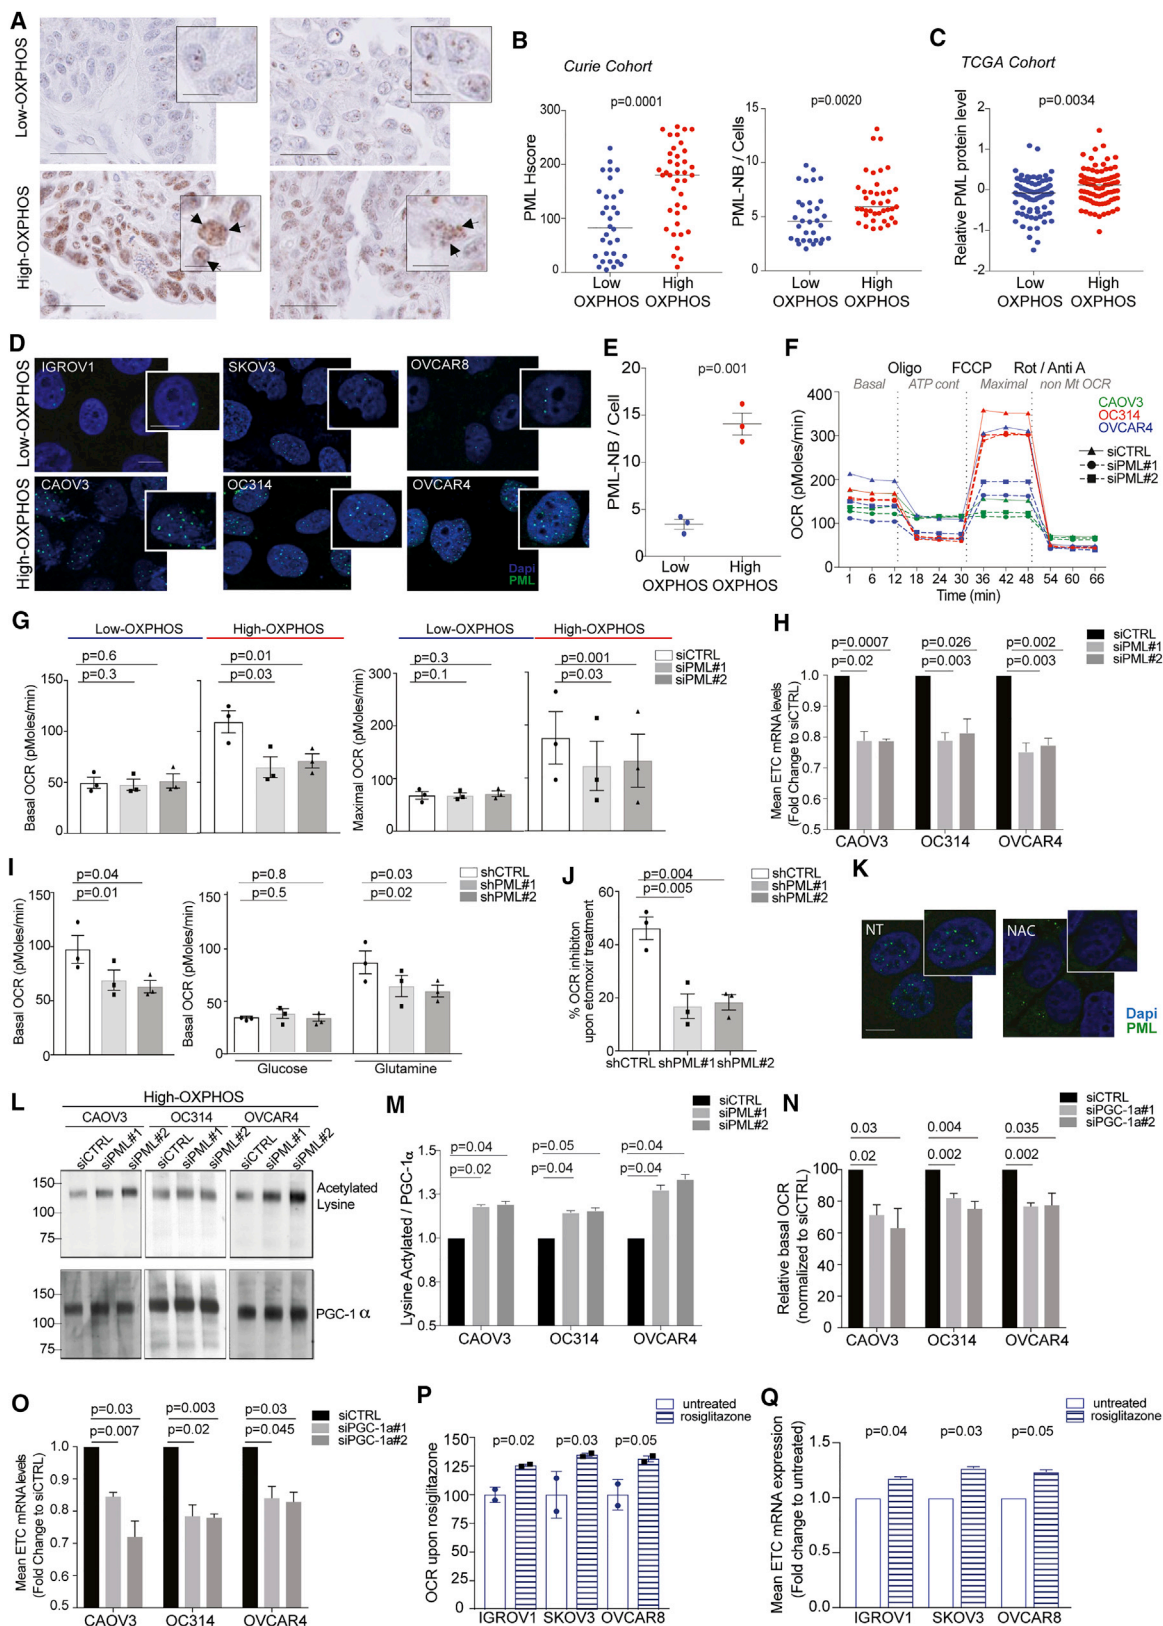 A
Low-OXPHOS
High-OXPHOS
B
Curie Cohort
p=0.0001
PML Hscore
300
200
100
0
Low
OXPHOS
High
OXPHOS
p=0.0020
PML-NB / Cells
15
10
5
0
Low
OXPHOS
High
OXPHOS
C
TCGA Cohort
p=0.0034
Relative PML protein level
2
1
0
-1
-2
Low
OXPHOS
High
OXPHOS
D
Low-OXPHOS
High-OXPHOS
IGROV1
SKOV3
OVCAR8
CAOV3
OC314
OVCAR4
Dapi
PML
E
p=0.001
PML-NB / Cell
20
15
10
5
0
Low
OXPHOS
High
OXPHOS
F
Oligo FCCP Rot / Anti A
Basal ATP cont Maximal non Mt OCR
CAOV3
OC314
OVCAR4
siCTRL
siPML#1
siPML#2
OCR (pMoles/min)
400
300
200
100
0
1 6 12 18 24 30 36 42 48 54 60 66
Time (min)
G
Low-OXPHOS High-OXPHOS
p=0.6 p=0.01
p=0.3 p=0.03
Basal OCR (pMoles/min)
150
100
50
0
Low-OXPHOS High-OXPHOS
p=0.3 p=0.001
p=0.1 p=0.03
Maximal OCR (pMoles/min)
300
200
100
0
siCTRL
siPML#1
siPML#2
H
siCTRL
siPML#1
siPML#2
p=0.0007 p=0.026 p=0.002
p=0.02 p=0.003 p=0.003
Mean ETC mRNA levels
(Fold Change to siCTRL)
1.0
0.9
0.8
0.7
0.6
0.5
CAOV3 OC314 OVCAR4
I
p=0.04
p=0.01
Basal OCR (pMoles/min)
150
100
50
0
p=0.8 p=0.03
p=0.5 p=0.02
Basal OCR (pMoles/min)
150
100
50
0
Glucose Glutamine
shCTRL
shPML#1
shPML#2
J
p=0.004
p=0.005
shCTRL
shPML#1
shPML#2
% OCR inhibiton
upon etomoxir treatment
60
40
20
0
shCTRL shPML#1 shPML#2
K
NT
NAC
Dapi
PML
L
High-OXPHOS
CAOV3 OC314 OVCAR4
siCTRL siPML#1 siPML#2 siCTRL siPML#1 siPML#2 siCTRL siPML#1 siPML#2
150
100
75
Acetylated
Lysine
150
100
75
PGC-1 α
M
siCTRL
siPML#1
siPML#2
p=0.04 p=0.05 p=0.04
p=0.02 p=0.04 p=0.04
Lysine Actylated / PGC-1α
1.5
1.3
1.0
0.8
0.5
CAOV3 OC314 OVCAR4
N
siCTRL
siPGC-1a#1
siPGC-1a#2
0.03 0.004 0.035
0.02 0.002 0.002
Relative basal OCR
(normalized to siCTRL)
100
80
60
40
20
0
CAOV3 OC314 OVCAR4
O
p=0.03 p=0.003 p=0.03
p=0.007 p=0.02 p=0.045
siCTRL
siPGC-1a#1
siPGC-1a#2
Mean ETC mRNA levels
(Fold Change to siCTRL)
1.0
0.9
0.8
0.7
0.6
0.5
CAOV3 OC314 OVCAR4
P
untreated
rosiglitazone
p=0.02 p=0.03 p=0.05
OCR upon rosiglitazone
150
125
100
75
50
25
0
IGROV1 SKOV3 OVCAR8
Q
untreated
rosiglitazone
p=0.04 p=0.03 p=0.05
Mean ETC mRNA expression
(Fold change to untreated)
1.5
1.0
0.5
0.0
IGROV1 SKOV3 OVCAR8